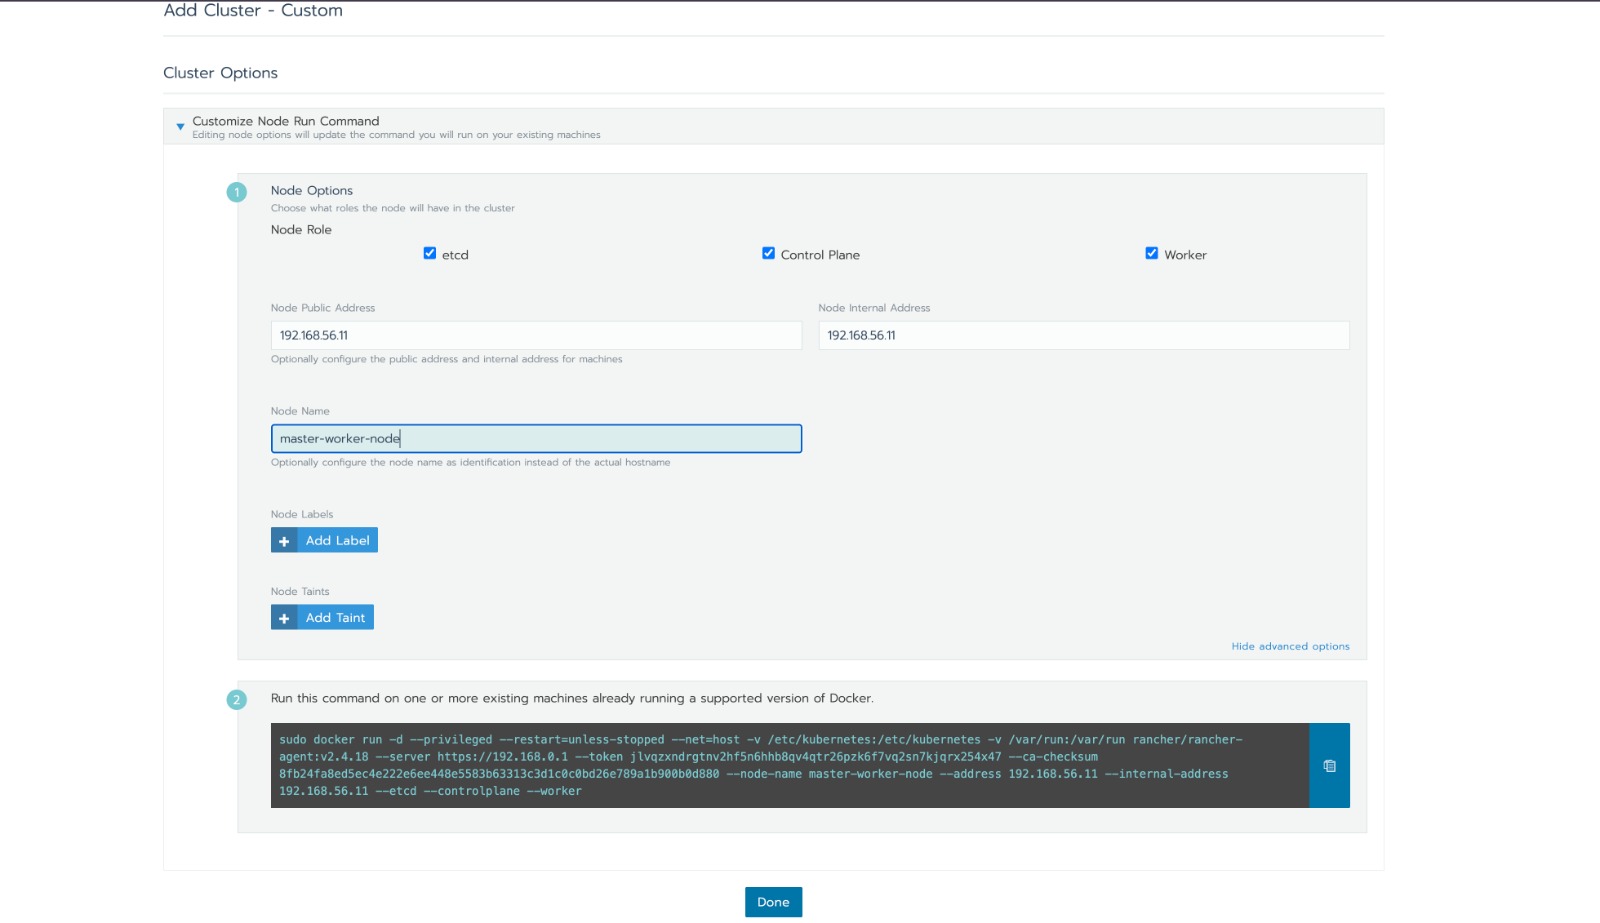 Add Cluster - Custom
Cluster Options
Customize Node Run Command
Editing node options will update the command you will run on your existing machines
1
Node Options
Choose what roles the node will have in the cluster
Node Role
etcd
Control Plane
Worker
Node Public Address
Node Internal Address
192.168.56.11
192.168.56.11
Optionally configure the public address and internal address for machines
Node Name
master-worker-node
Optionally configure the node name as identification instead of the actual hostname
Node Labels
+ Add Label
Node Taints
+ Add Taint
Hide advanced options
2
Run this command on one or more existing machines already running a supported version of Docker.
sudo docker run -d --privileged --restart=unless-stopped --net=host -v /etc/kubernetes:/etc/kubernetes -v /var/run:/var/run rancher/rancher-
agent:v2.4.18 --server https://192.168.0.1 --token jlvqzxndrgtnv2hf5n6hhb8qv4qtr26pzk6f7vq2sn7kjqrx254x47 --ca-checksum
8fb24fa8ed5ec4e222e6ee448e5583b63313c3d1c0c0bd26e789a1b900b0d880 --node-name master-worker-node --address 192.168.56.11 --internal-address
192.168.56.11 --etcd --controlplane --worker
Done